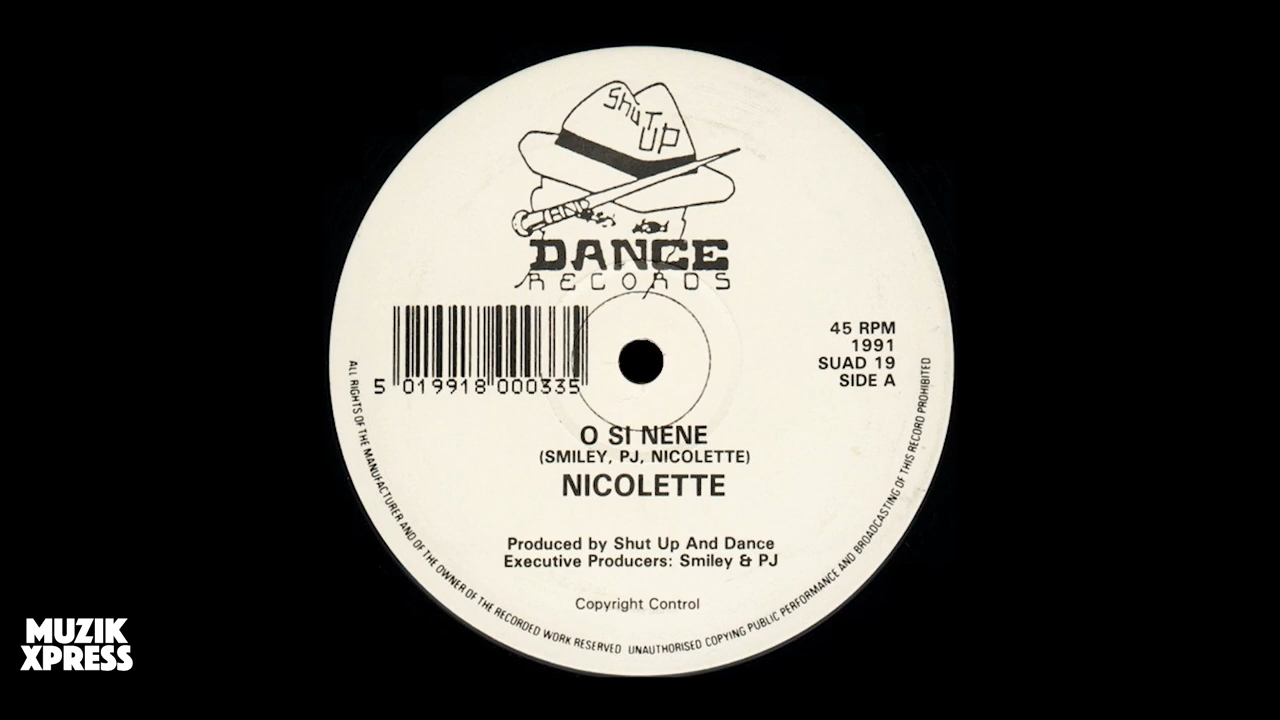 Shut
UP
AND
DANCE
RECORDS
5 019918 000335
45 RPM
1991
SUAD 19
SIDE A
O SI NENE
(SMILEY, PJ, NICOLETTE)
NICOLETTE
Produced by Shut Up And Dance
Executive Producers: Smiley & PJ
Copyright Control
ALL RIGHTS OF THE MANUFACTURER AND OF THE OWNER OF THE RECORDED WORK RESERVED UNAUTHORISED COPYING PUBLIC PERFORMANCE AND BROADCASTING OF THIS RECORD PROHIBITED
MUZIK
XPRESS